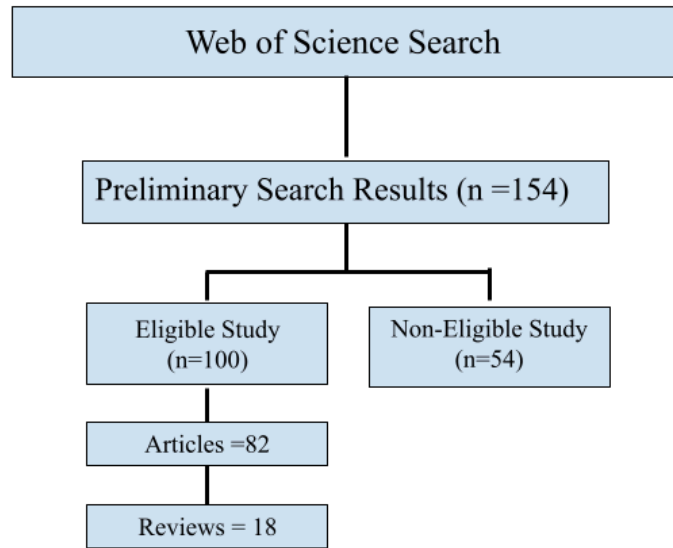 Web of Science Search
Preliminary Search Results (n =154)
Eligible Study
(n=100)
Non-Eligible Study
(n=54)
Articles =82
Reviews = 18